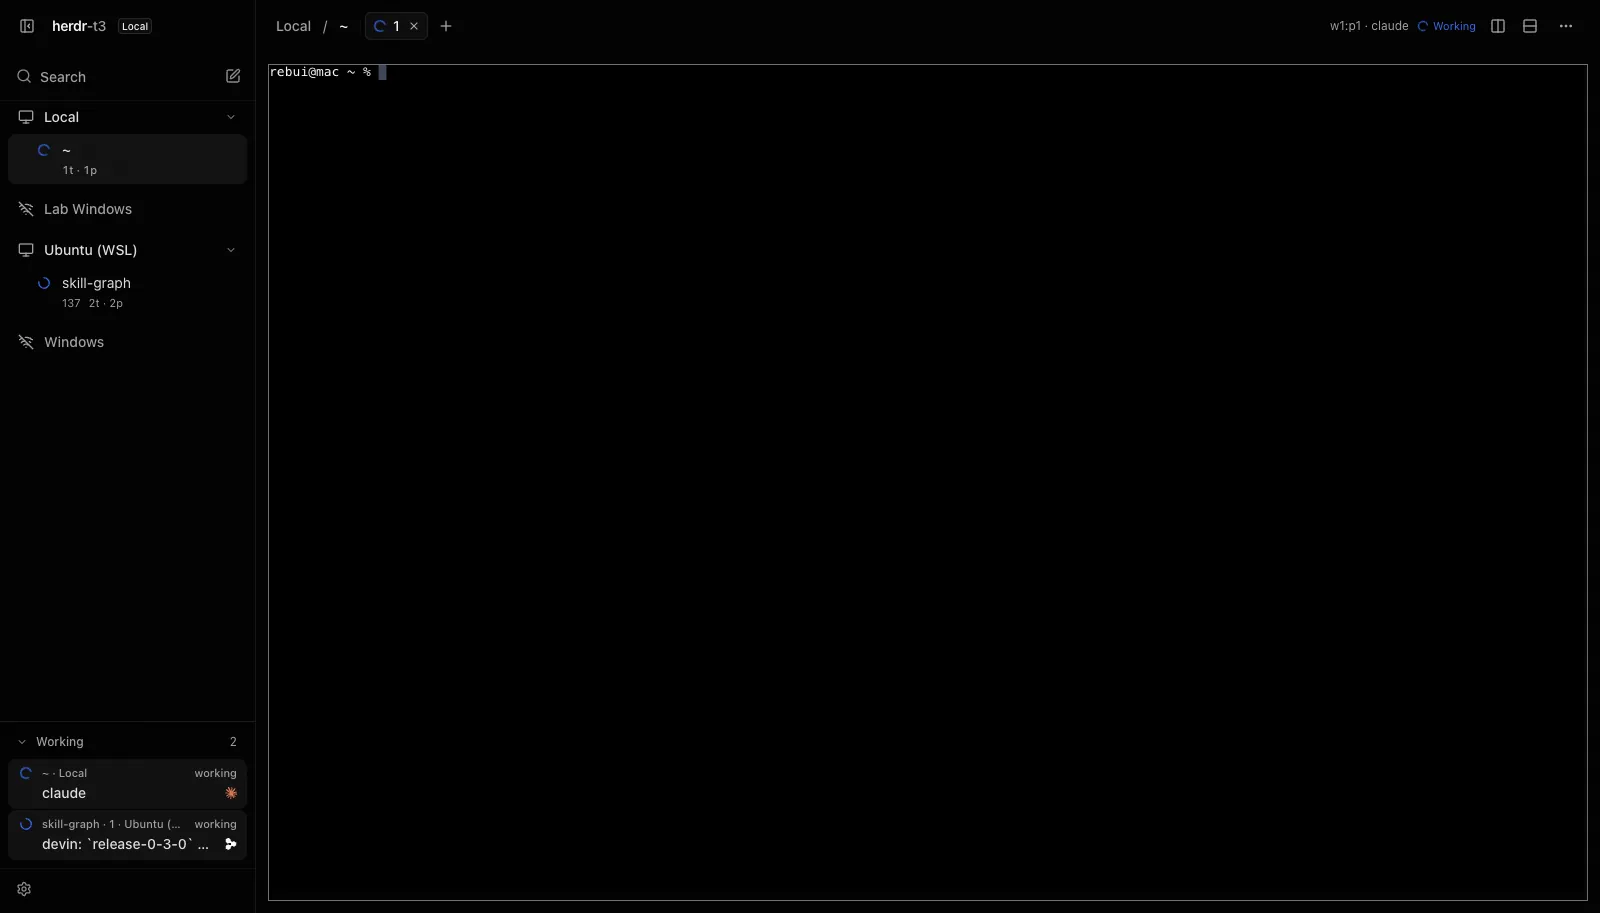 herdr-t3 Local
Search
Local
~
1t · 1p
Lab Windows
Ubuntu (WSL)
skill-graph
137 2t · 2p
Windows
Working 2
~ · Local working
claude
skill-graph · 1 · Ubuntu (... working
devin: `release-0-3-0` ...
Local / ~ 1 × +
w1:p1 · claude Working
rebui@mac ~ %